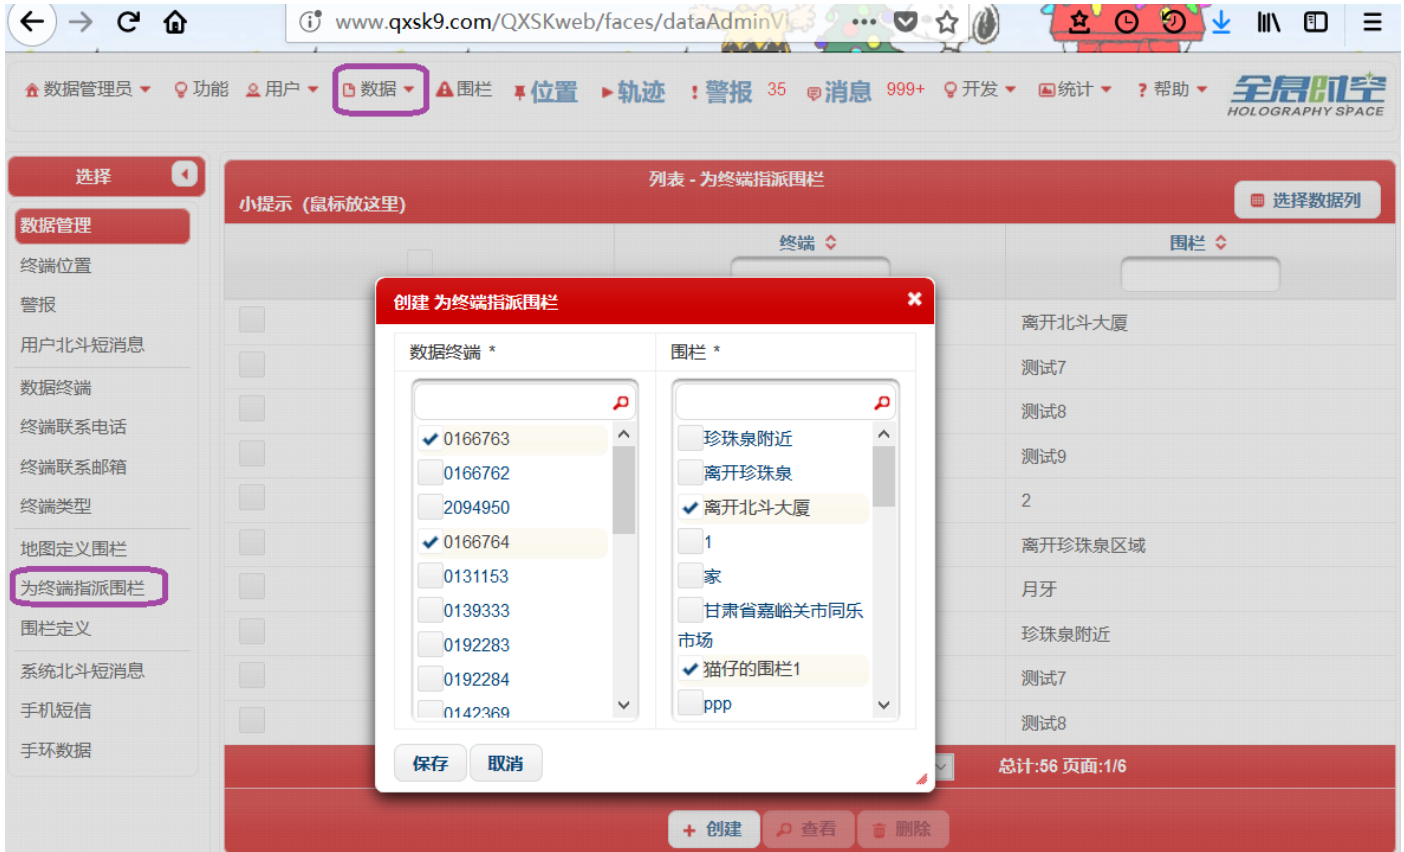 www.qxsk9.com/QXSKweb/faces/dataAdminVi
数据管理员 功能 用户 数据 围栏 位置 轨迹 警报 35 消息 999+ 开发 统计 帮助 全息时空
HOLOGRAPHY SPACE
选择
数据管理
终端位置
警报
用户北斗短消息
数据终端
终端联系电话
终端联系邮箱
终端类型
地图定义围栏
为终端指派围栏
围栏定义
系统北斗短消息
手机短信
手环数据
列表 - 为终端指派围栏
小提示 (鼠标放这里)
选择数据列
终端 围栏
离开北斗大厦
测试7
测试8
测试9
2
离开珍珠泉区域
月牙
珍珠泉附近
测试7
测试8
创建 为终端指派围栏
数据终端 *
0166763
0166762
2094950
0166764
0131153
0139333
0192283
0192284
0142369
围栏 *
珍珠泉附近
离开珍珠泉
离开北斗大厦
1
家
甘肃省嘉峪关市同乐
市场
猫仔的围栏1
ppp
保存 取消
总计:56 页面:1/6
创建 查看 删除